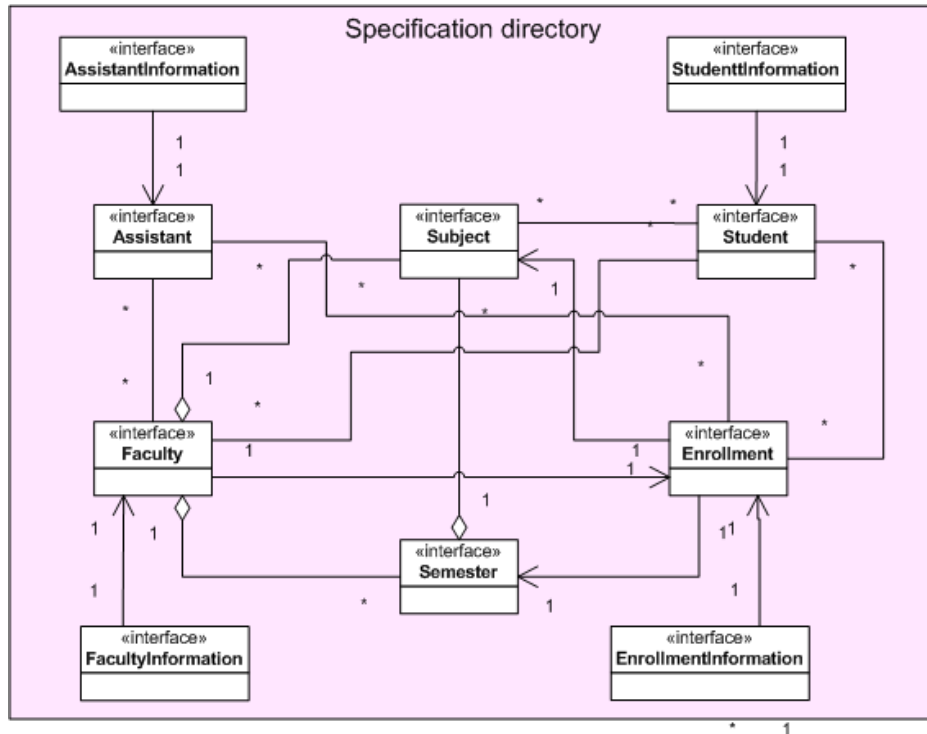 Specification directory
«interface»
AssistantInformation
«interface»
StudenttInformation
1
1
1
1
«interface»
Assistant
«interface»
Subject
«interface»
Student
*
*
*
*
*
*
1
*
*
*
1
*
*
*
1
1
1
«interface»
Faculty
«interface»
Enrollment
1
1
1
1
1
«interface»
Semester
1
1
*
1
1
«interface»
FacultyInformation
«interface»
EnrollmentInformation
*
1